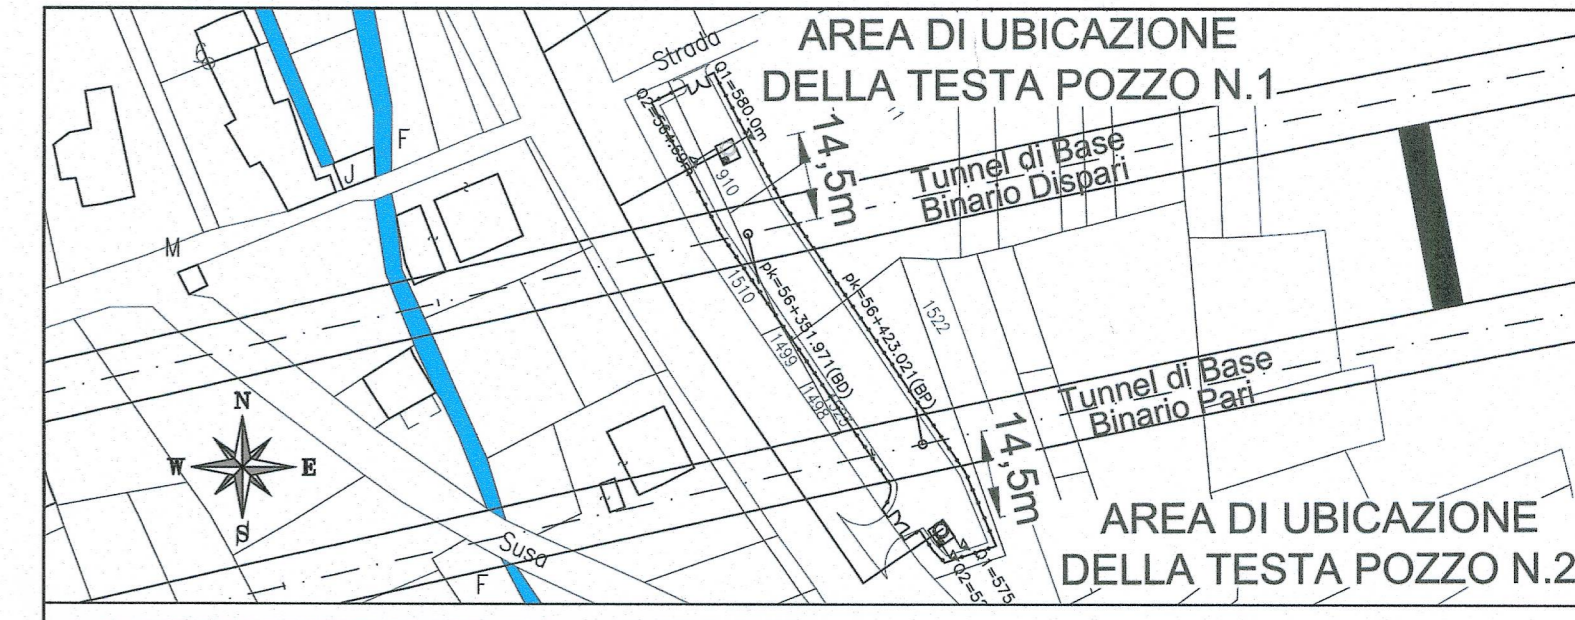 AREA DI UBICAZIONE
DELLA TESTA POZZO N.1
Strada
Q1=580.0m
14,5m
910
F
J
M
Tunnel di Base
Binario Dispari
1510
pk=56+351.971(BD)
pk=56+423.021(BP)
1522
1499
1498
Tunnel di Base
Binario Pari
14,5m
N
W
E
S
Susa
F
AREA DI UBICAZIONE
DELLA TESTA POZZO N.2
Q1=575